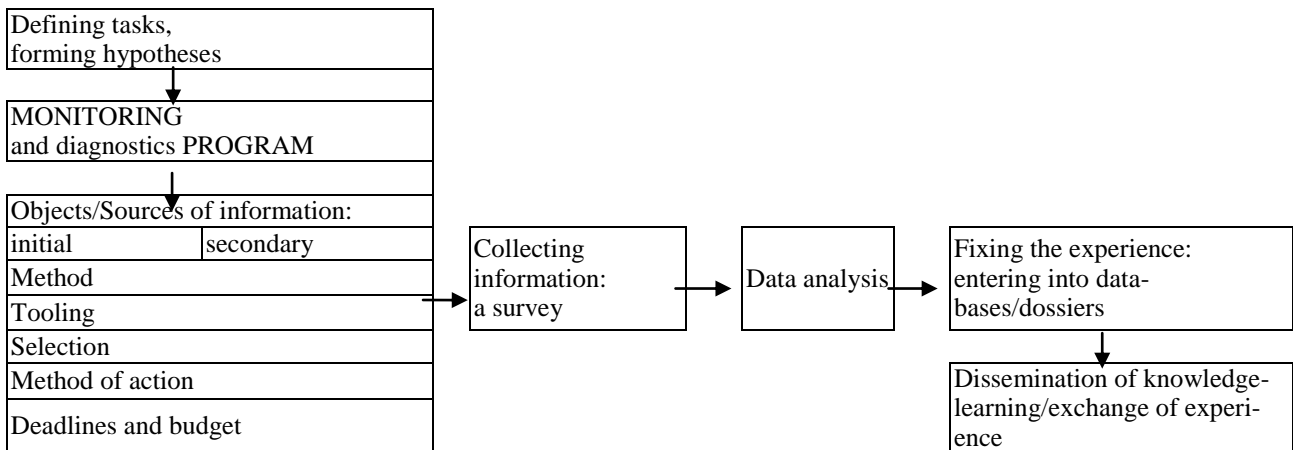 Defining tasks,
forming hypotheses
MONITORING
and diagnostics PROGRAM
Objects/Sources of information:
initial
secondary
Method
Tooling
Selection
Method of action
Deadlines and budget
Collecting
information:
a survey
Data analysis
Fixing the experience:
entering into data-
bases/dossiers
Dissemination of knowledge-
learning/exchange of experi-
ence